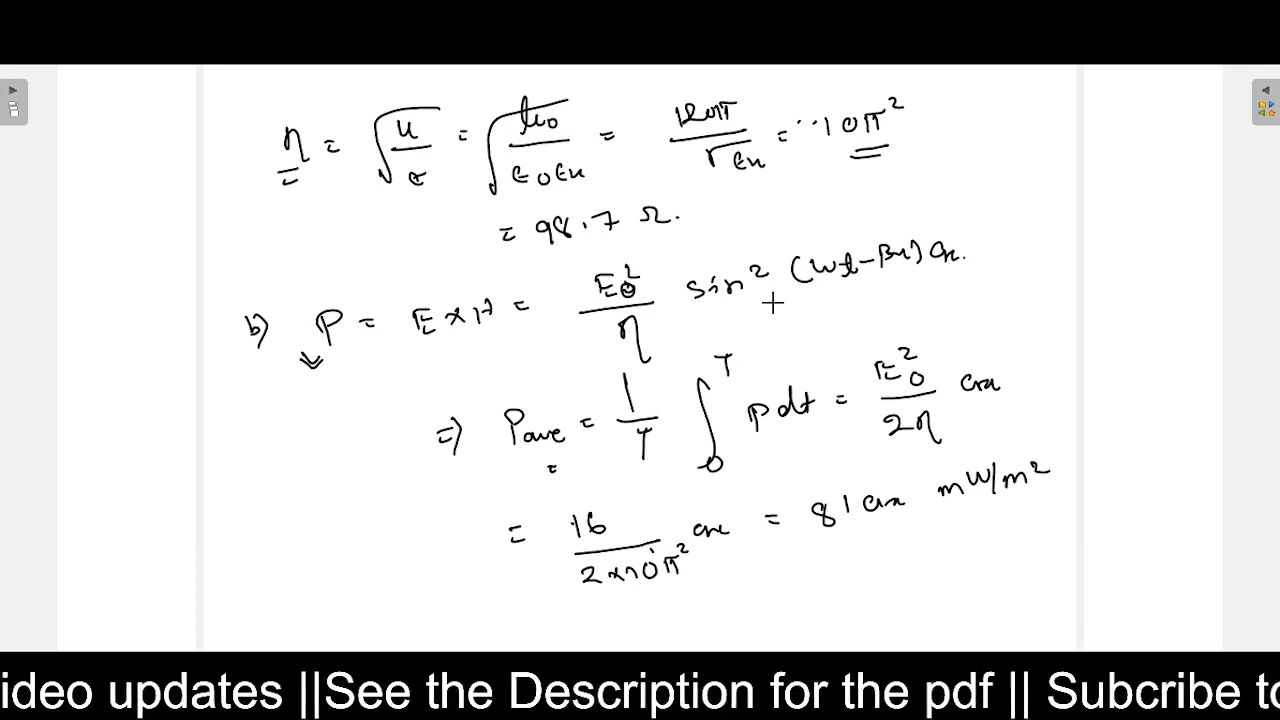 η = √(μ/ε) = √(μ₀/ε₀εᵣ) = 120π/√εᵣ = 10π²
= 98.7 Ω.
b) P = E × H = E₀²/η sin² (ωt-βx) aₓ.
=) Pave = 1/T ∫₀ᵀ P dt = E₀²/2η aₓ
= 16/2×10π² aₓ = 81 aₓ mW/m²
ideo updates ||See the Description for the pdf || Subcribe to